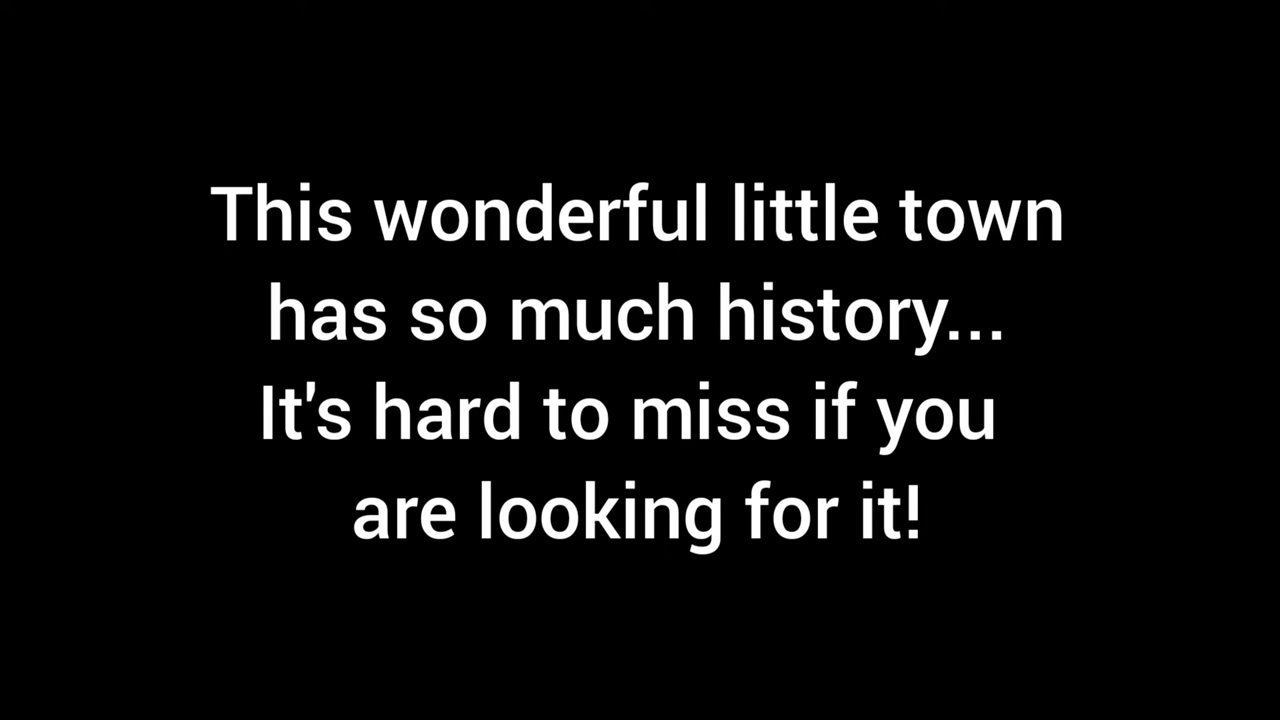 This wonderful little town
has so much history...
It's hard to miss if you
are looking for it!